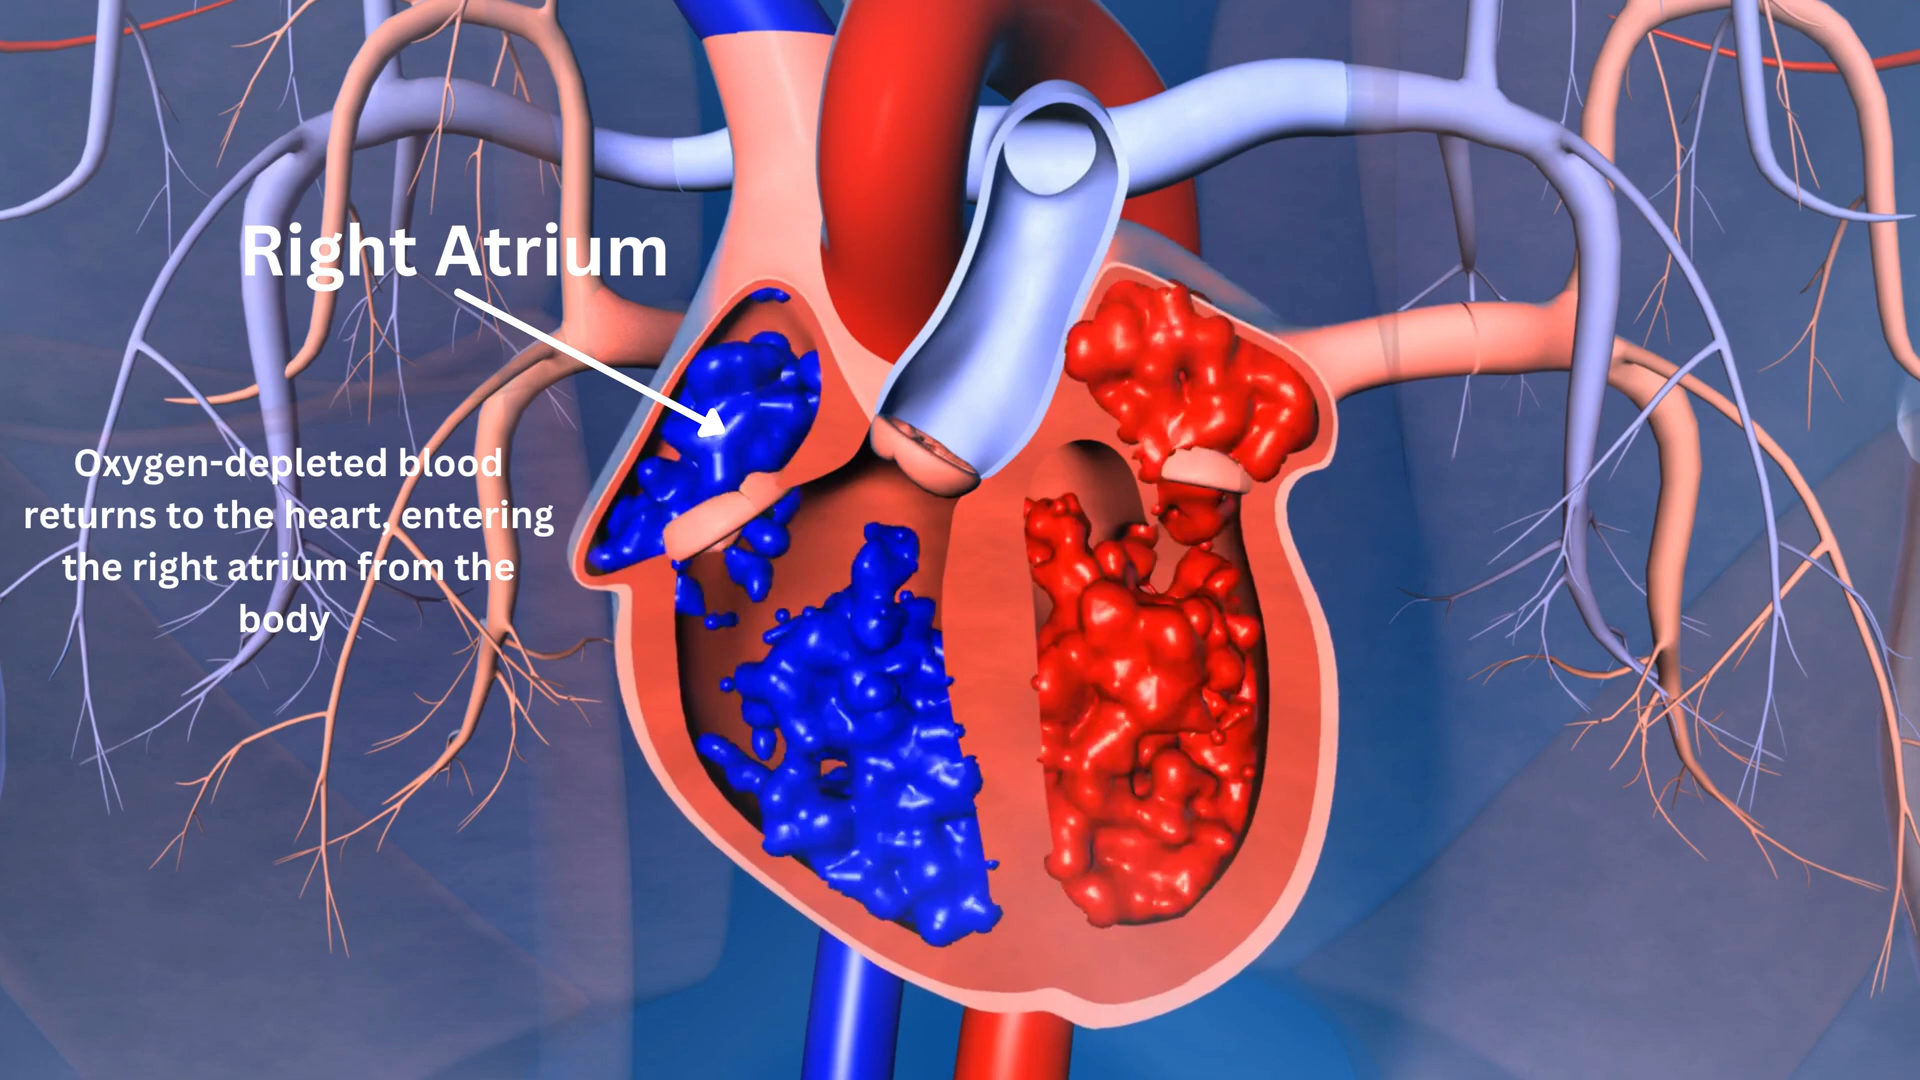 Right Atrium
Oxygen-depleted blood
returns to the heart, entering
the right atrium from the
body